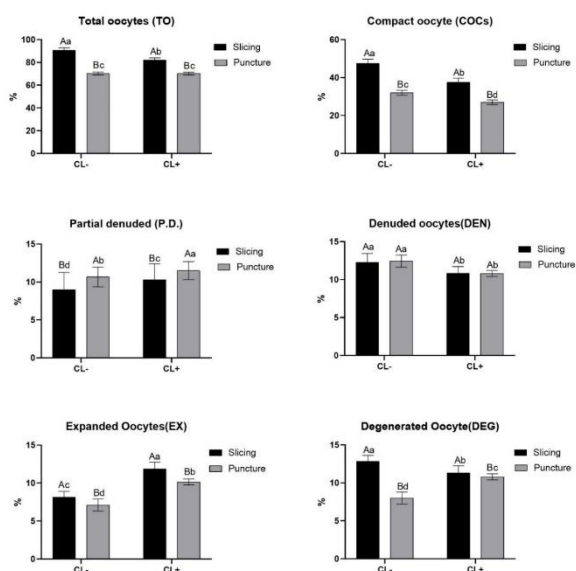 Total oocytes (TO)
100
80
60
40
20
0
%
Aa
Bc
Ab
Bc
CL-
CL+
Slicing
Puncture
Compact oocyte (COCs)
60
40
20
0
%
Aa
Bc
Ab
Bd
CL-
CL+
Slicing
Puncture
Partial denuded (P.D.)
15
10
5
0
%
Bd
Ab
Bc
Aa
CL-
CL+
Slicing
Puncture
Denuded oocytes(DEN)
15
10
5
0
%
Aa
Aa
Ab
Ab
CL-
CL+
Slicing
Puncture
Expanded Oocytes(EX)
15
10
5
0
%
Ac
Bd
Aa
Bb
CL-
CL+
Slicing
Puncture
Degenerated Oocyte(DEG)
15
10
5
0
%
Aa
Bd
Ab
Bc
CL-
CL+
Slicing
Puncture